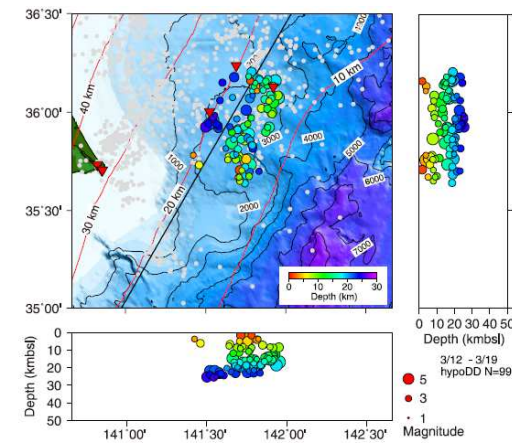 36°30'
36°00'
35°30'
35°00'
40 km
30 km
20 km
10 km
1000
2000
3000
4000
5000
6000
7000
0 5 10 15 20 25 30
Depth (km)
0 10 20 30 40 50
Depth (kmbsl)
3/12 - 3/19
hypoDD N=99
5
3
1
Magnitude
Depth (kmbsl)
0
10
20
30
40
50
141°00' 141°30' 142°00' 142°30'